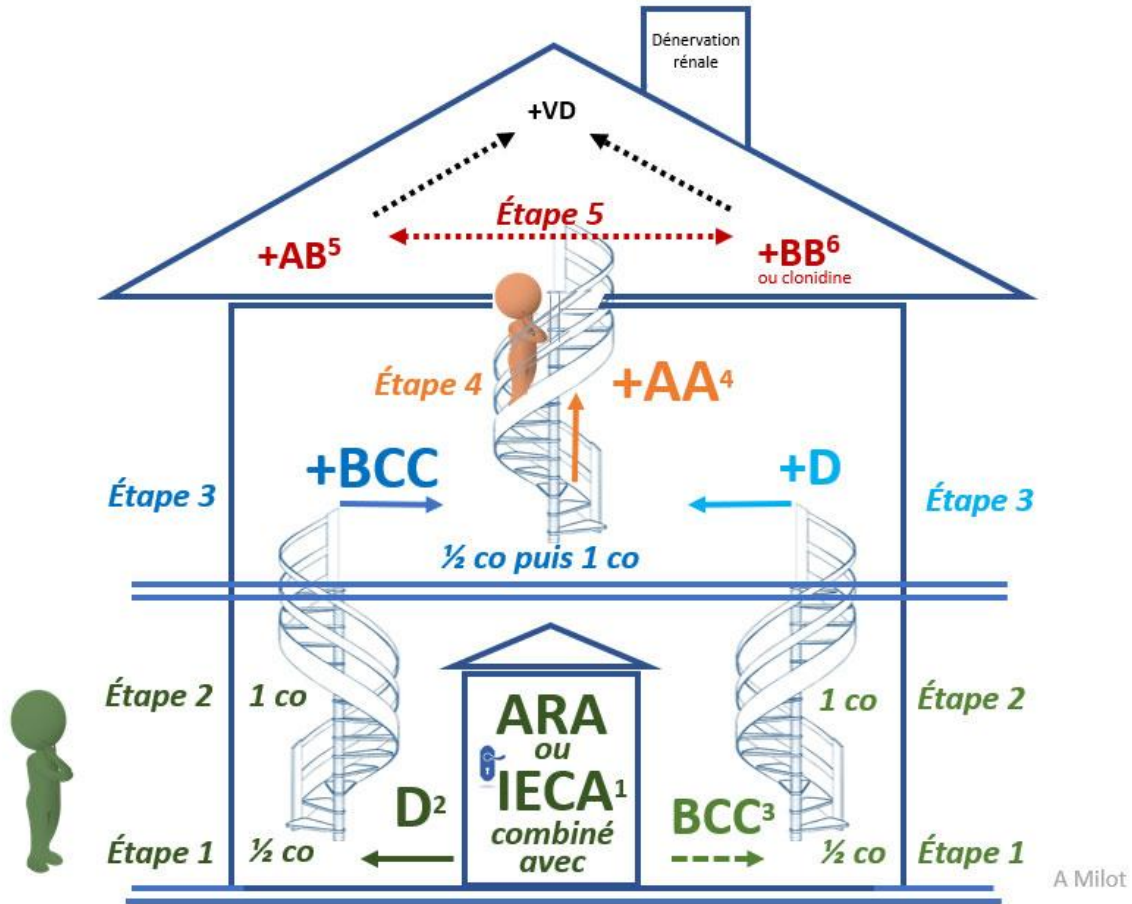 Dénervation
rénale
+VD
Étape 5
+AB⁵
+BB⁶
ou clonidine
Étape 4
+AA⁴
+BCC
+D
Étape 3
Étape 3
½ co puis 1 co
Étape 2
1 co
1 co
Étape 2
ARA
ou
IECA¹
combiné
avec
D²
BCC³
Étape 1
½ co
½ co
Étape 1
A Milot